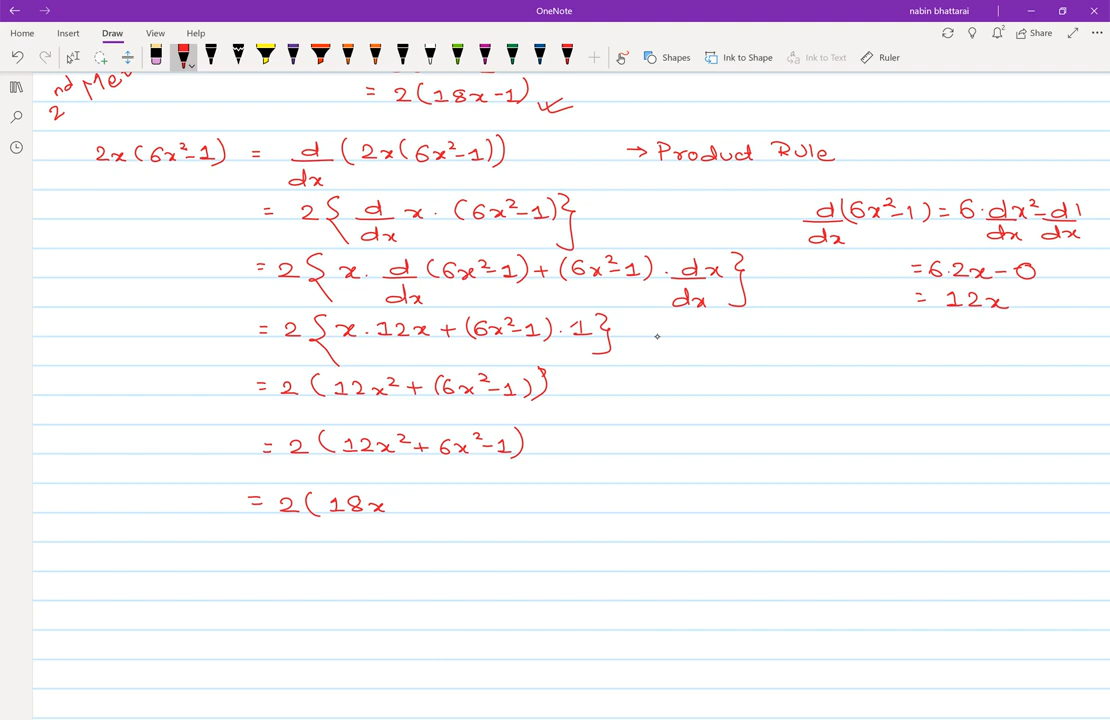 OneNote
nabin bhattarai
Home Insert Draw View Help
Share
Shapes Ink to Shape Ink to Text Ruler
2nd
= 2(18x-1)
2x(6x²-1) = d/dx (2x(6x²-1)) → Product Rule
= 2{ d/dx x. (6x²-1)}
d/dx(6x²-1) = 6.dx²/dx - d1/dx
= 2{ x. d/dx (6x²-1) + (6x²-1) . dx/dx }
= 6.2x - 0
= 12x
= 2{ x.12x + (6x²-1).1}
= 2(12x² + (6x²-1))
= 2(12x² + 6x²-1)
= 2(18x